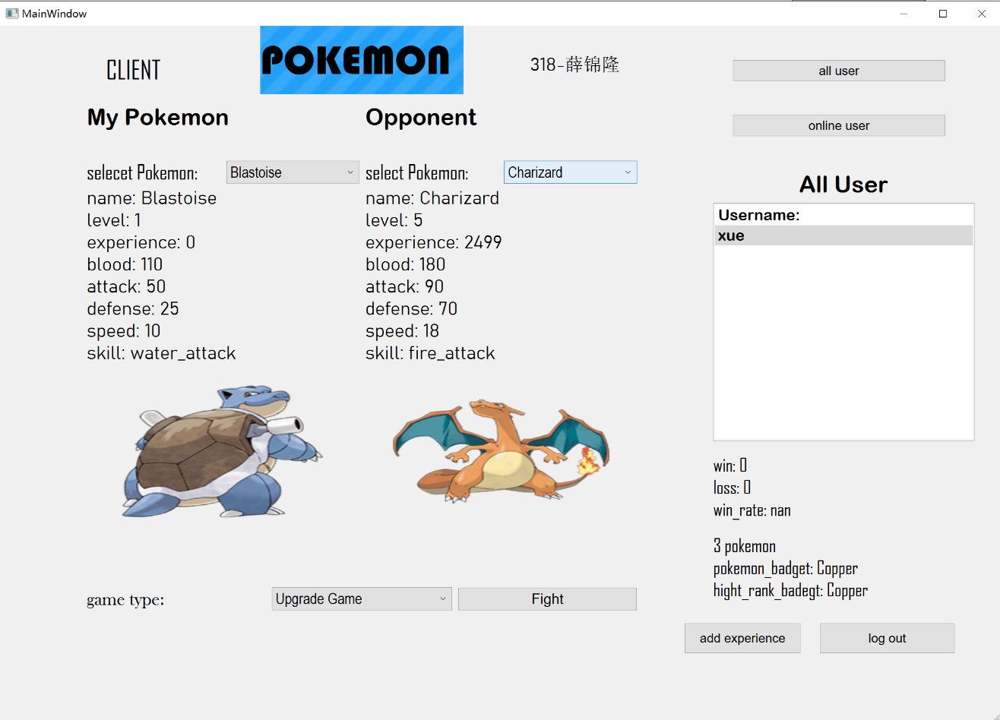 MainWindow
CLIENT
POKEMON
318-薛锦隆
all user
online user
My Pokemon
Opponent
selecet Pokemon:
Blastoise
select Pokemon:
Charizard
name: Blastoise
level: 1
experience: 0
blood: 110
attack: 50
defense: 25
speed: 10
skill: water_attack
name: Charizard
level: 5
experience: 2499
blood: 180
attack: 90
defense: 70
speed: 18
skill: fire_attack
All User
Username:
xue
win: 0
loss: 0
win_rate: nan
3 pokemon
pokemon_badget: Copper
hight_rank_badegt: Copper
game type:
Upgrade Game
Fight
add experience
log out